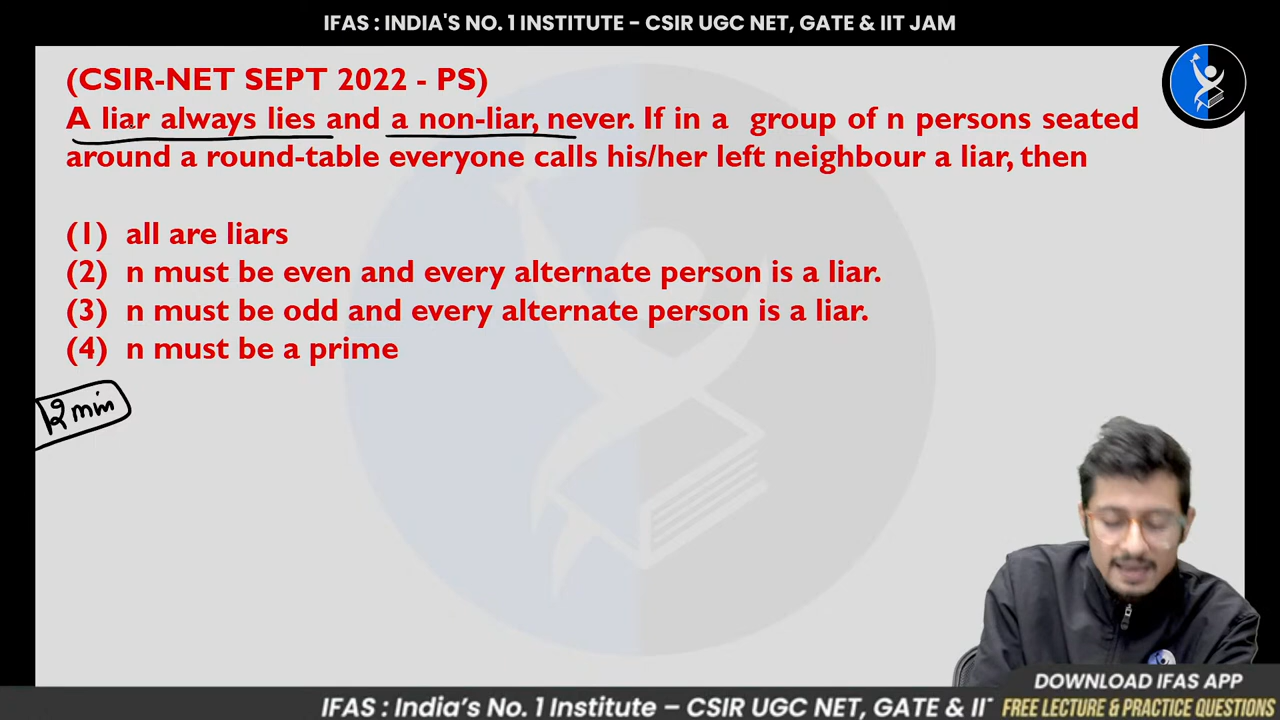 IFAS : INDIA'S NO. 1 INSTITUTE – CSIR UGC NET, GATE & IIT JAM
(CSIR-NET SEPT 2022 - PS)
A liar always lies and a non-liar, never. If in a group of n persons seated
around a round-table everyone calls his/her left neighbour a liar, then
(1) all are liars
(2) n must be even and every alternate person is a liar.
(3) n must be odd and every alternate person is a liar.
(4) n must be a prime
2 min
DOWNLOAD IFAS APP
IFAS : India's No. 1 Institute – CSIR UGC NET, GATE & II
FREE LECTURE & PRACTICE QUESTIONS